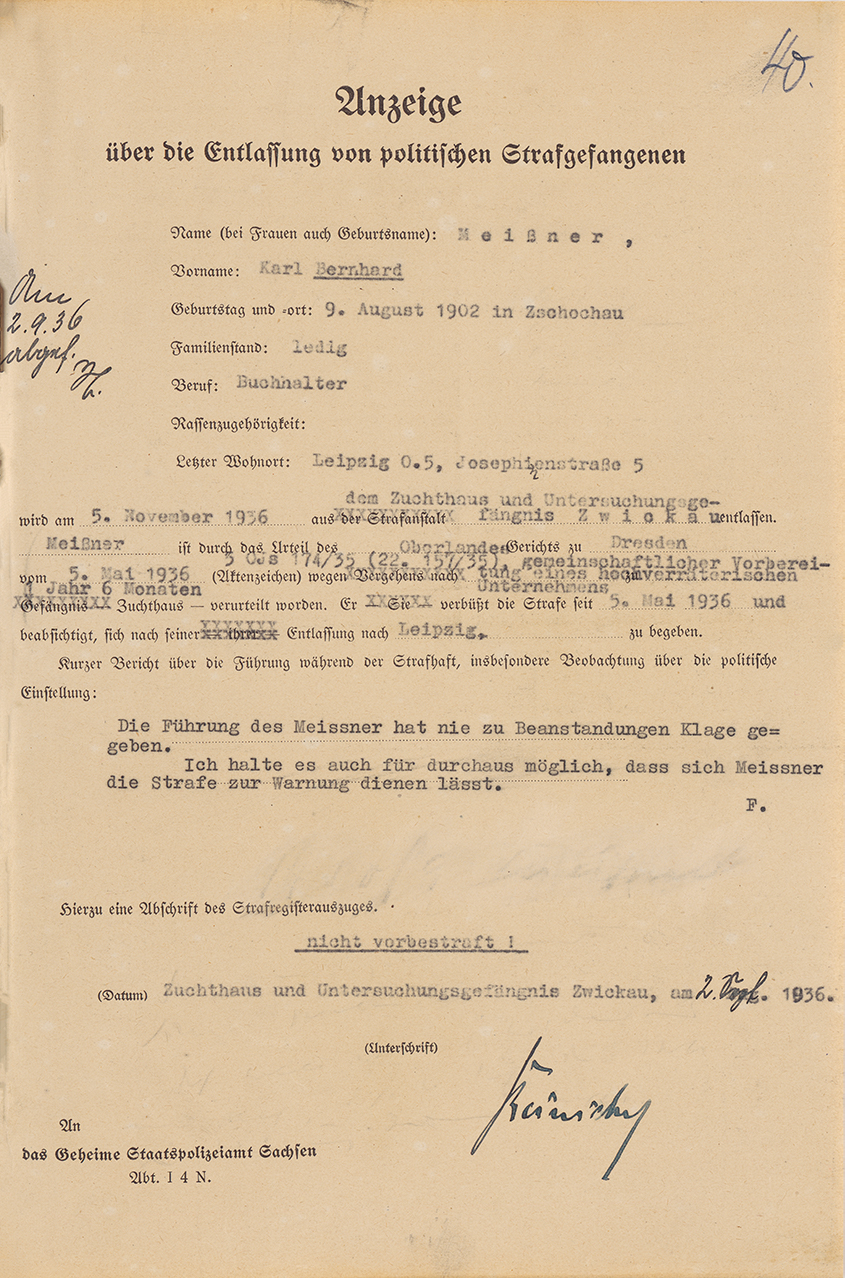 40.
Anzeige
über die Entlassung von politischen Strafgefangenen
Name (bei Frauen auch Geburtsname): Meißner,
Vorname: Karl Bernhard
Geburtstag und -ort: 9. August 1902 in Zschochau
Am
2.9.36
abges.
Familienstand: ledig
Beruf: Buchhalter
Rassenzugehörigkeit:
Letzter Wohnort: Leipzig O.5, Josephinenstraße 5
dem Zuchthaus und Untersuchungsge-
wird am 5. November 1936 aus der Strafanstalt fängnis Zwickau entlassen.
Meißner ist durch das Urteil des Oberlandes Gerichts zu Dresden
OJs 174/35 (22. 157/35), gemeinschaftlicher Vorberei-
vom 5. Mai 1936 (Aktenzeichen) wegen Vergehens nach tung eines hochverräterischen
1 Jahr 6 Monaten Unternehmens
Gefängnis — Zuchthaus — verurteilt worden. Er Sie verbüßt die Strafe seit 5. Mai 1936 und
beabsichtigt, sich nach seiner ihrer Entlassung nach Leipzig, zu begeben.
Kurzer Bericht über die Führung während der Strafhaft, insbesondere Beobachtung über die politische
Einstellung:
Die Führung des Meissner hat nie zu Beanstandungen Klage ge=
geben.
Ich halte es auch für durchaus möglich, dass sich Meissner
die Strafe zur Warnung dienen lässt.
F.
Hierzu eine Abschrift des Strafregisterauszuges.
nicht vorbestraft !
(Datum) Zuchthaus und Untersuchungsgefängnis Zwickau, am 2. Sept. 1936.
(Unterschrift)
An
das Geheime Staatspolizeiamt Sachsen
Abt. I 4 N.